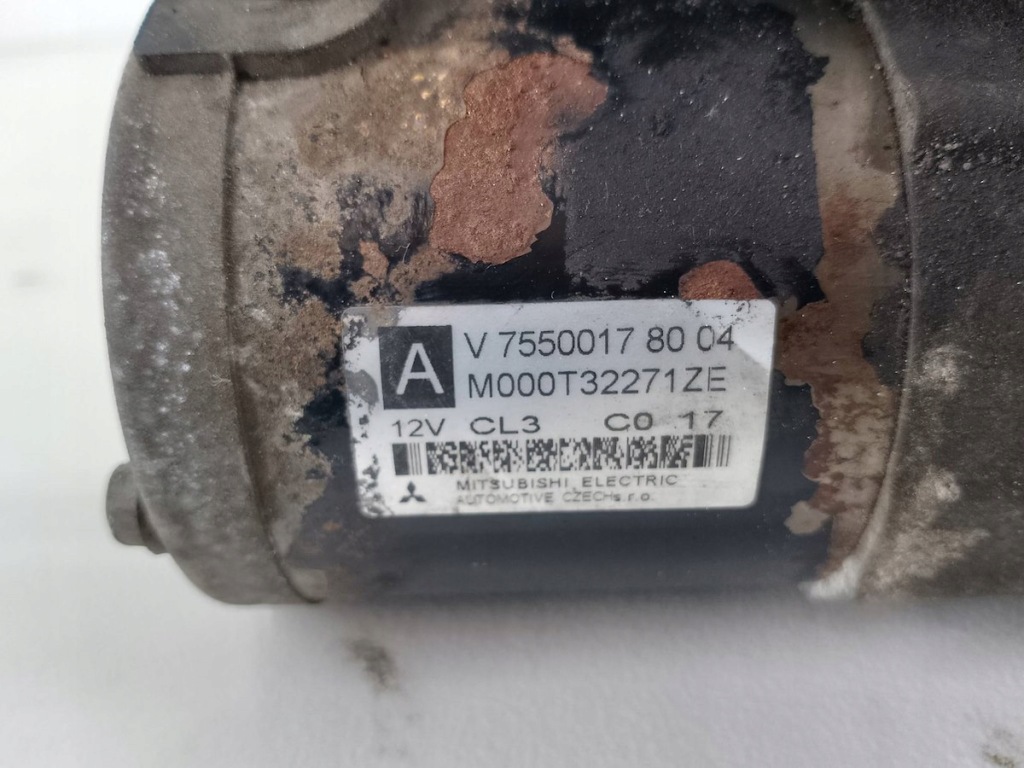 A
V 7550017 80 04
M000T32271ZE
12V CL3 C0 17
MITSUBISHI ELECTRIC
AUTOMOTIVE CZECH s.r.o.